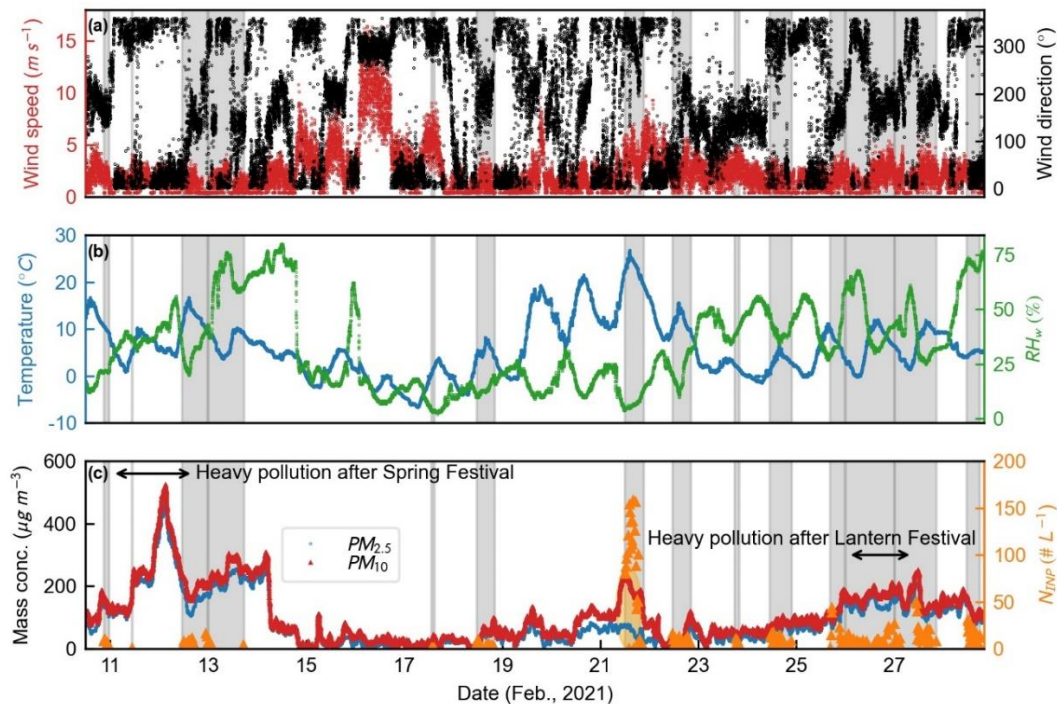 (a)
Wind speed (m s⁻¹)
15
10
5
0
Wind direction (°)
300
200
100
0
(b)
Temperature (°C)
30
20
10
0
-10
RH_w (%)
75
50
25
0
(c)
Mass conc. (μg m⁻³)
600
400
200
0
Heavy pollution after Spring Festival
PM₂.₅
PM₁₀
Heavy pollution after Lantern Festival
N_INP (# L⁻¹)
200
150
100
50
0
11 13 15 17 19 21 23 25 27
Date (Feb., 2021)